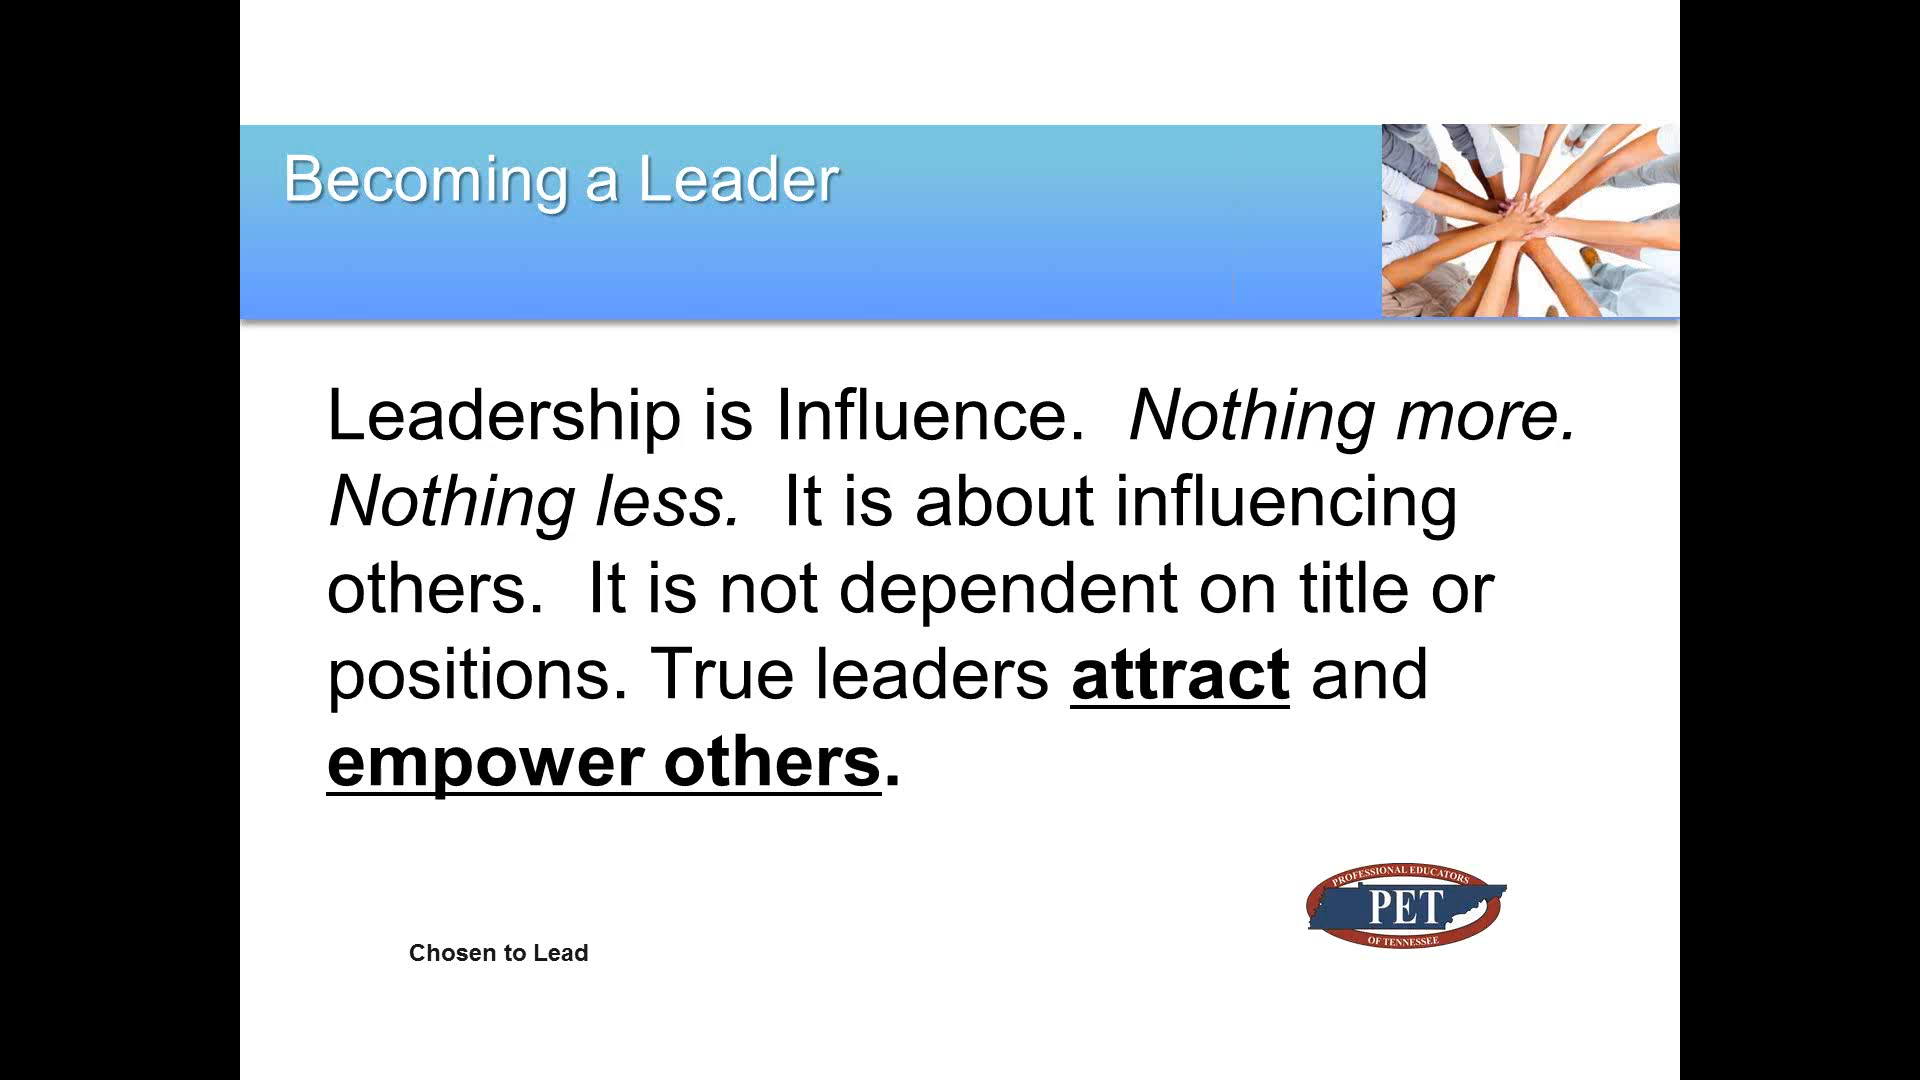 Becoming a Leader
Leadership is Influence.  Nothing more.
Nothing less.  It is about influencing
others.  It is not dependent on title or
positions. True leaders attract and
empower others.
PROFESSIONAL EDUCATORS
PET
OF TENNESSEE
Chosen to Lead